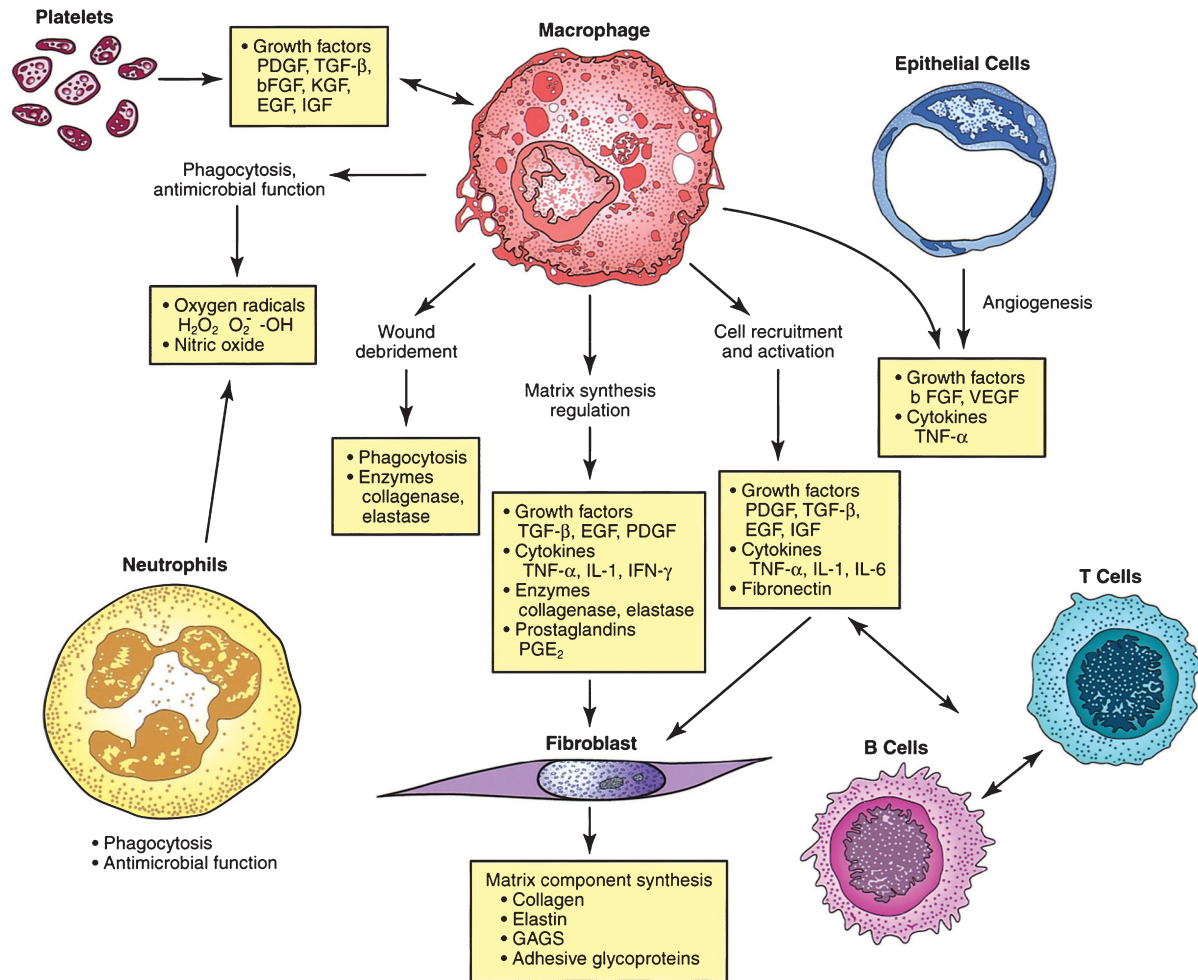 Platelets
• Growth factors
PDGF, TGF-β,
bFGF, KGF,
EGF, IGF
Macrophage
Epithelial Cells
Phagocytosis,
antimicrobial function
• Oxygen radicals
H₂O₂ O₂⁻ -OH
• Nitric oxide
Wound
debridement
• Phagocytosis
• Enzymes
collagenase,
elastase
Matrix synthesis
regulation
• Growth factors
TGF-β, EGF, PDGF
• Cytokines
TNF-α, IL-1, IFN-γ
• Enzymes
collagenase, elastase
• Prostaglandins
PGE₂
Cell recruitment
and activation
• Growth factors
PDGF, TGF-β,
EGF, IGF
• Cytokines
TNF-α, IL-1, IL-6
• Fibronectin
Angiogenesis
• Growth factors
b FGF, VEGF
• Cytokines
TNF-α
Neutrophils
• Phagocytosis
• Antimicrobial function
T Cells
B Cells
Fibroblast
Matrix component synthesis
• Collagen
• Elastin
• GAGS
• Adhesive glycoproteins